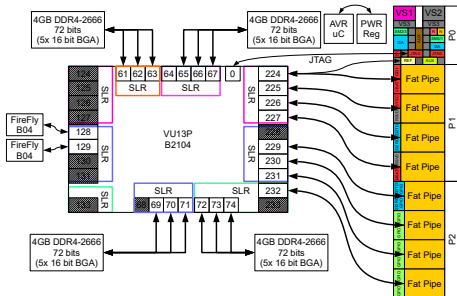 4GB DDR4-2666
72 bits
(5x 16 bit BGA)
4GB DDR4-2666
72 bits
(5x 16 bit BGA)
AVR
uC
PWR
Reg
VS1
VS2
VS3
P0
JTAG
REF
AUX
124
61
62
63
64
65
66
67
0
224
125
SLR
SLR
SLR
SLR
225
126
226
127
227
Fat Pipe
Fat Pipe
Fat Pipe
Fat Pipe
P1
FireFly
B04
FireFly
B04
128
VU13P
B2104
228
129
229
130
SLR
SLR
230
131
231
SLR
SLR
232
133
68
69
70
71
72
73
74
233
Fat Pipe
Fat Pipe
Fat Pipe
Fat Pipe
P2
4GB DDR4-2666
72 bits
(5x 16 bit BGA)
4GB DDR4-2666
72 bits
(5x 16 bit BGA)